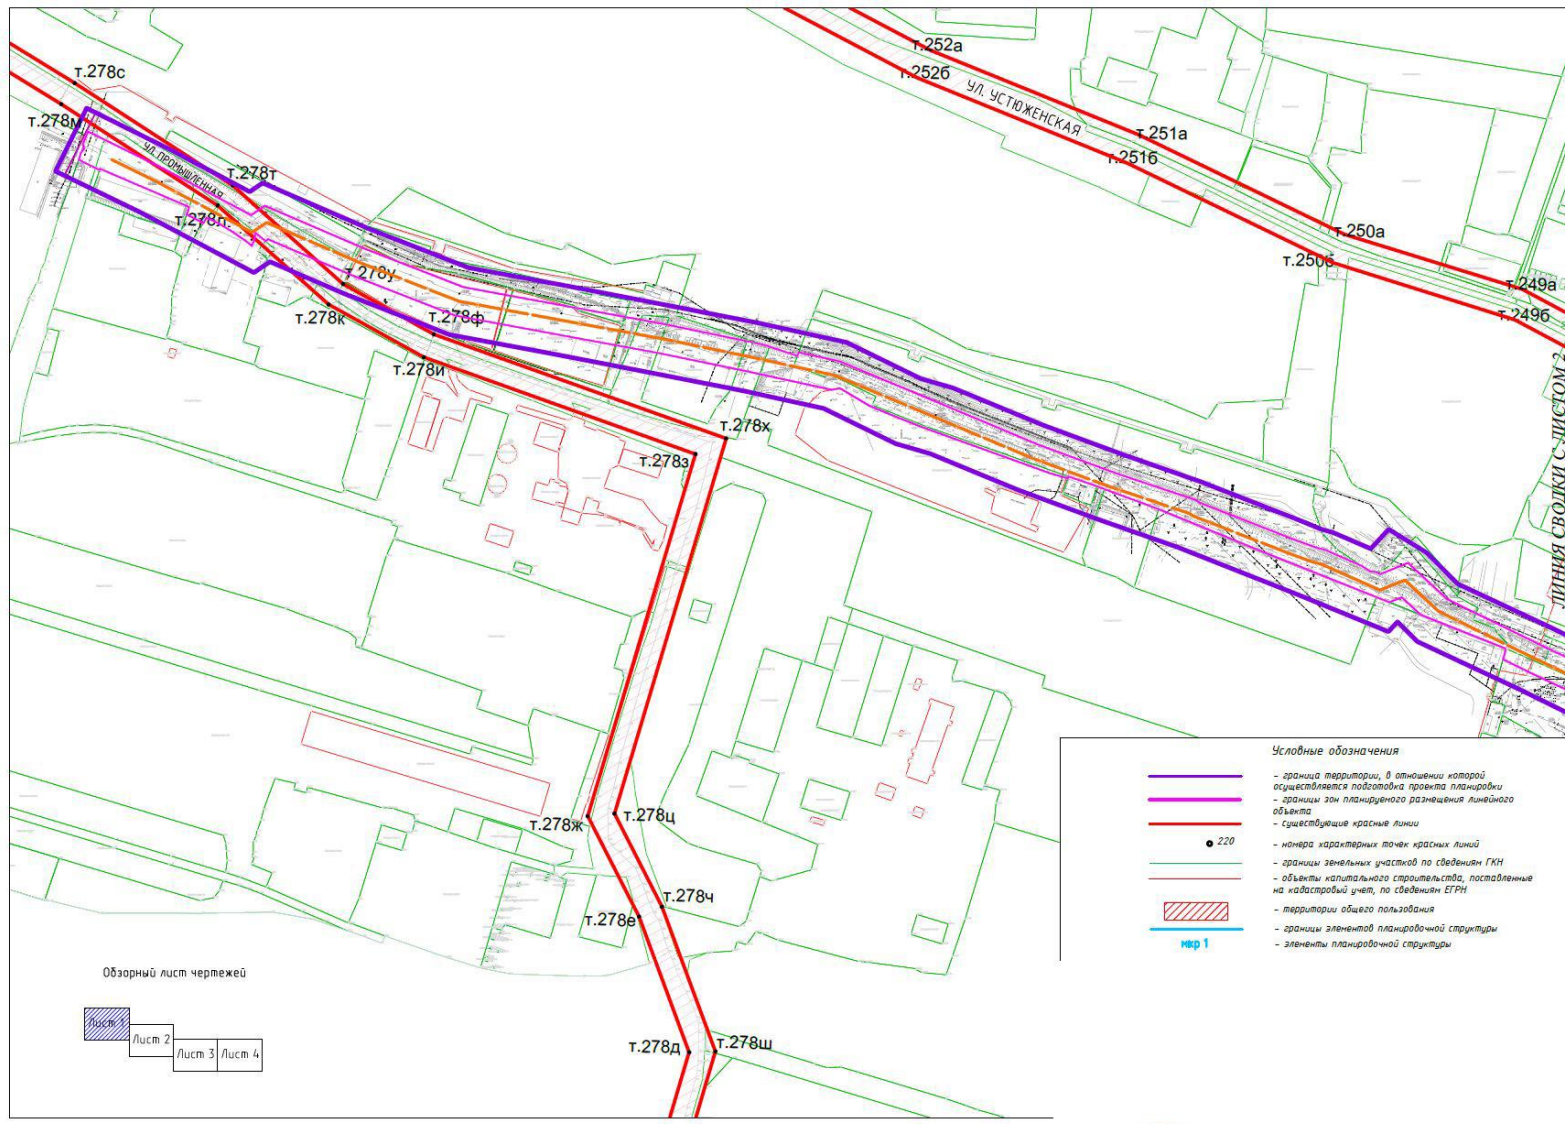 т.252а
т.278с
т.252б
УЛ. УСТЮЖЕНСКАЯ
т.278м
т.251а
УЛ. ПРОМЫШЛЕННАЯ
т.251б
т.278т
т.278л
т.250а
т.250б
т.278у
т.249а
т.278к
т.278ф
т.249б
т.278и
ЛИНИЯ СВОДКИ С ЛИСТОМ 2
т.278х
т.278з
т.278ж
т.278ц
т.278ч
т.278е
т.278д
т.278ш
Условные обозначения
- граница территории, в отношении которой
осуществляется подготовка проекта планировки
- границы зон планируемого размещения линейного
объекта
- существующие красные линии
220
- номера характерных точек красных линий
- границы земельных участков по сведениям ГКН
- объекты капитального строительства, поставленные
на кадастровый учет, по сведениям ЕГРН
- территории общего пользования
- границы элементов планировочной структуры
мкр 1
- элементы планировочной структуры
Обзорный лист чертежей
Лист 1
Лист 2
Лист 3
Лист 4